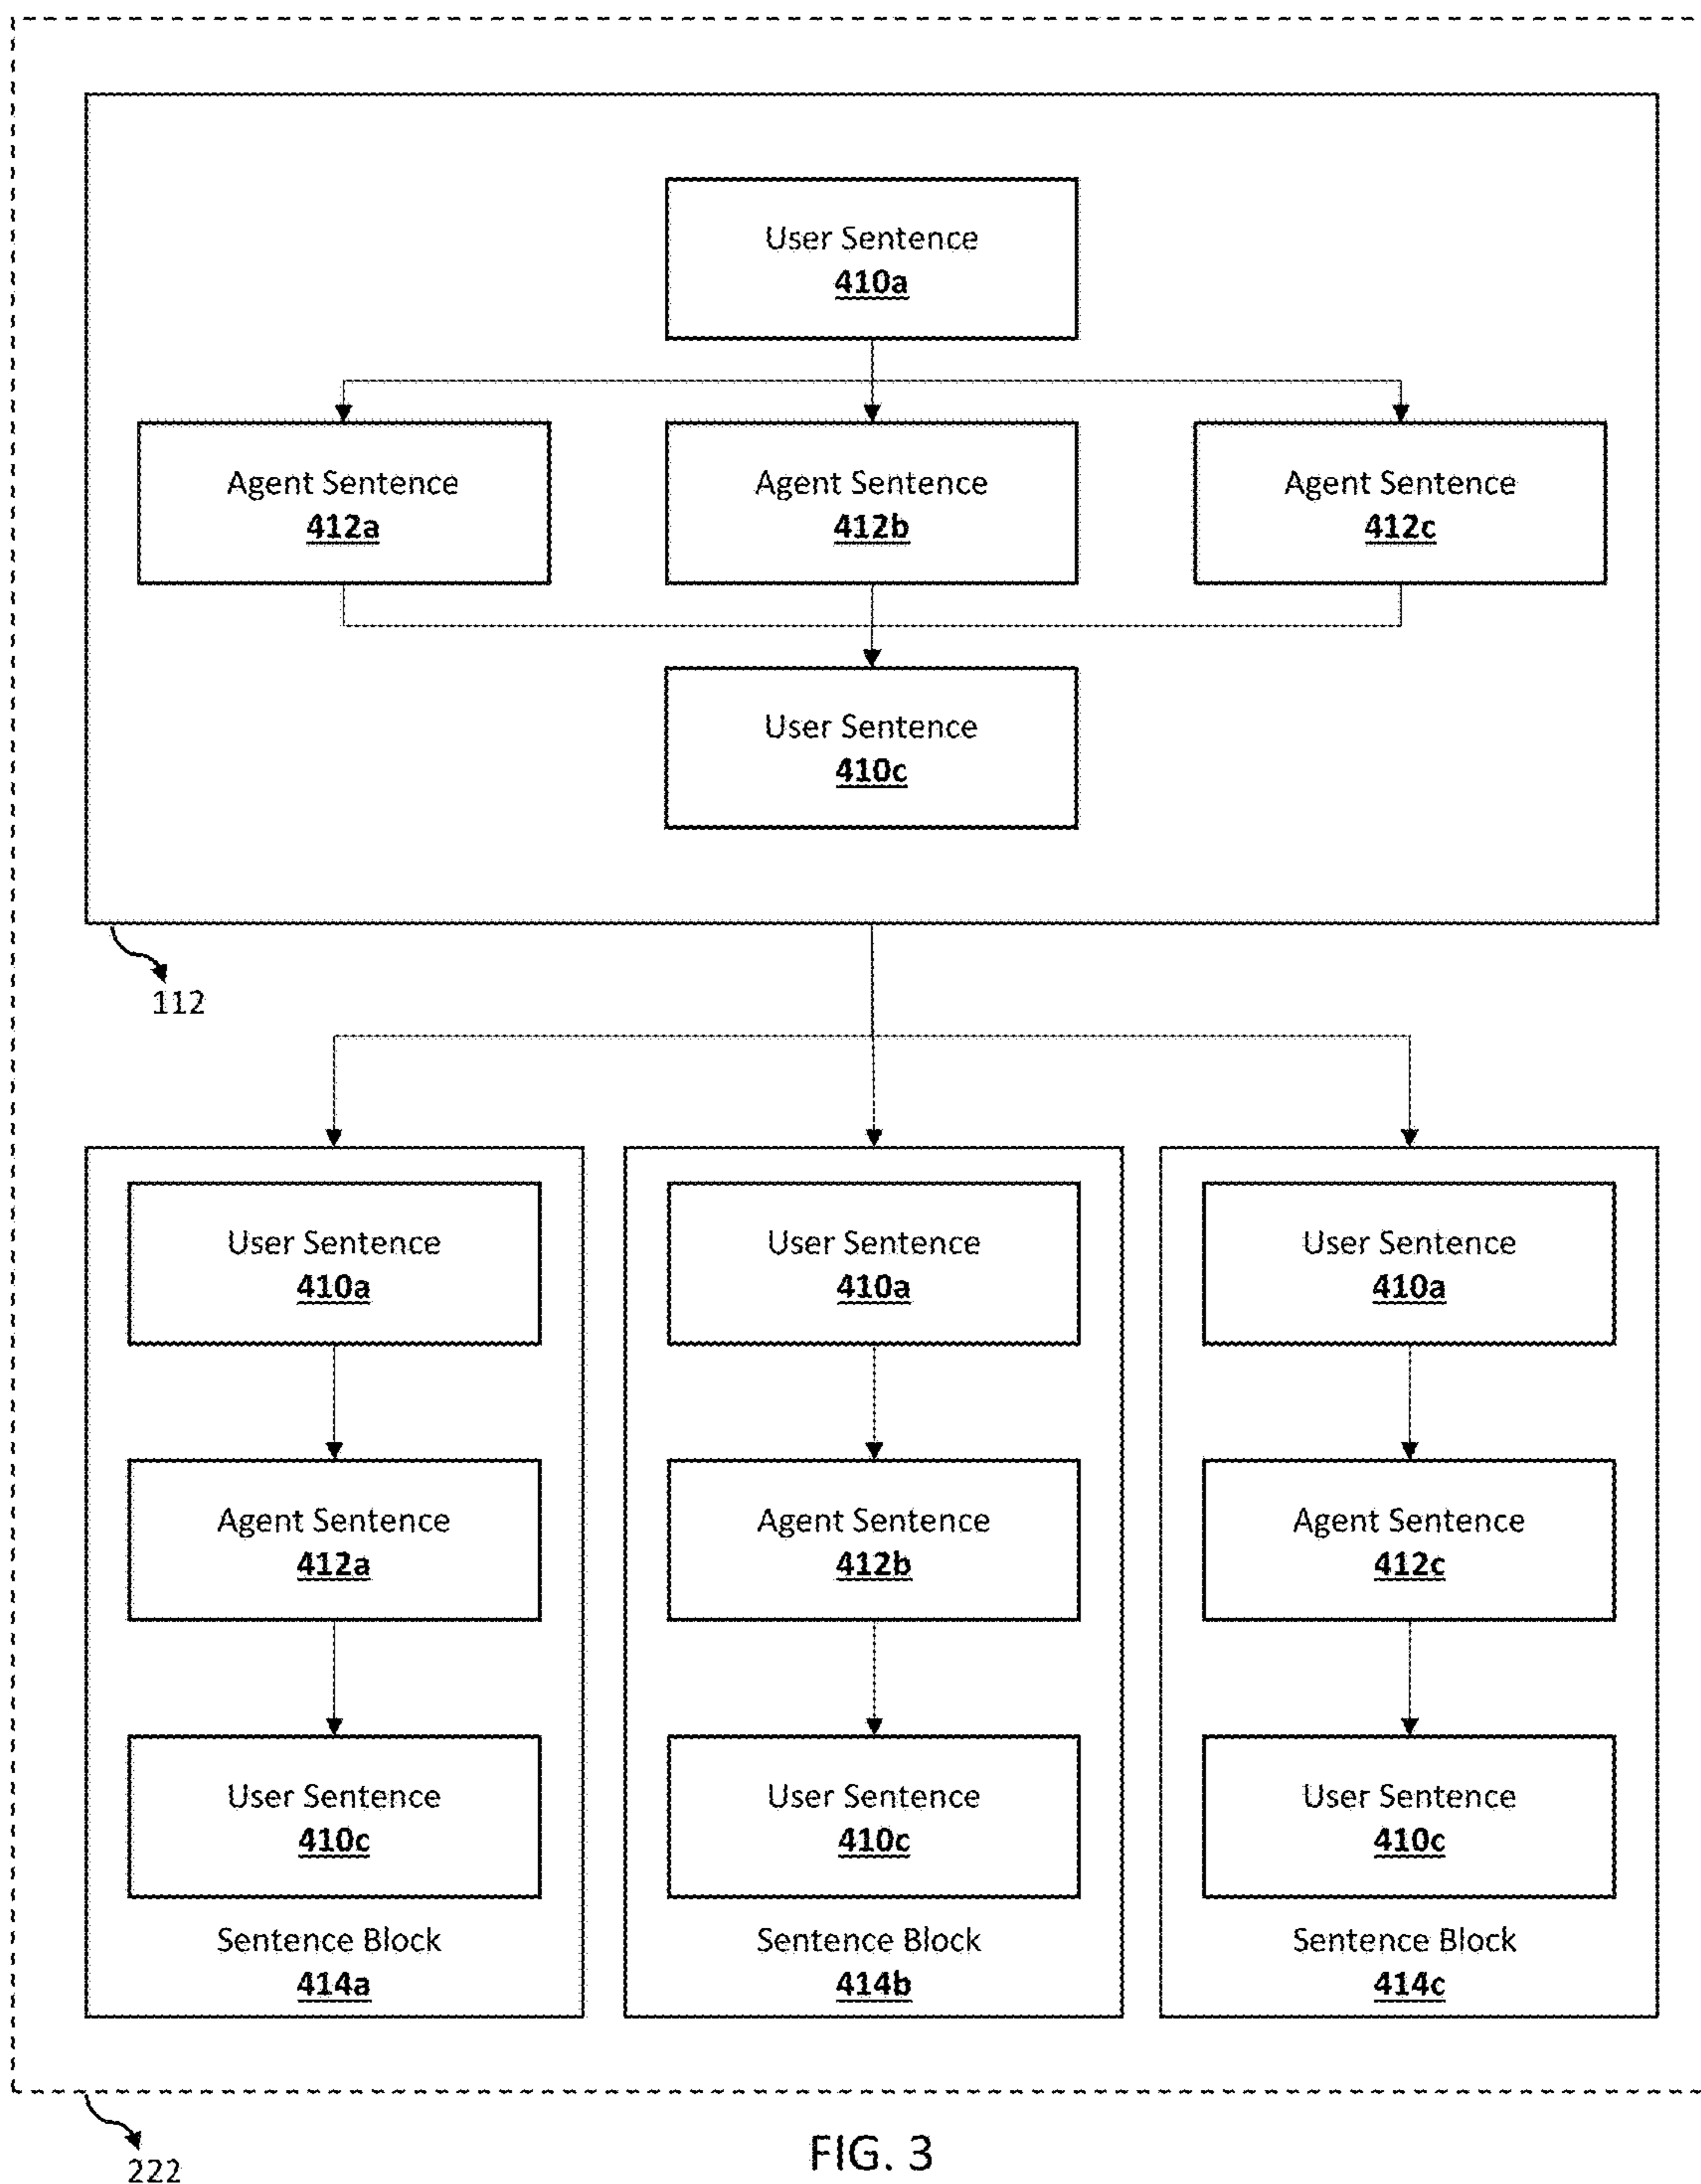 User Sentence
410a
Agent Sentence
412a
Agent Sentence
412b
Agent Sentence
412c
User Sentence
410c
112
User Sentence
410a
Agent Sentence
412a
User Sentence
410c
Sentence Block
414a
User Sentence
410a
Agent Sentence
412b
User Sentence
410c
Sentence Block
414b
User Sentence
410a
Agent Sentence
412c
User Sentence
410c
Sentence Block
414c
222
FIG. 3